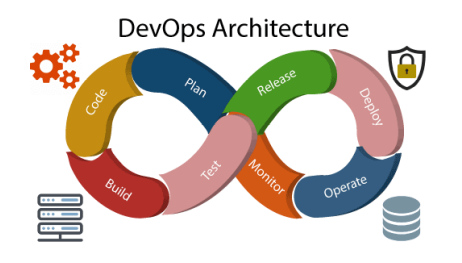 DevOps Architecture
Plan
Code
Build
Test
Release
Deploy
Operate
Monitor